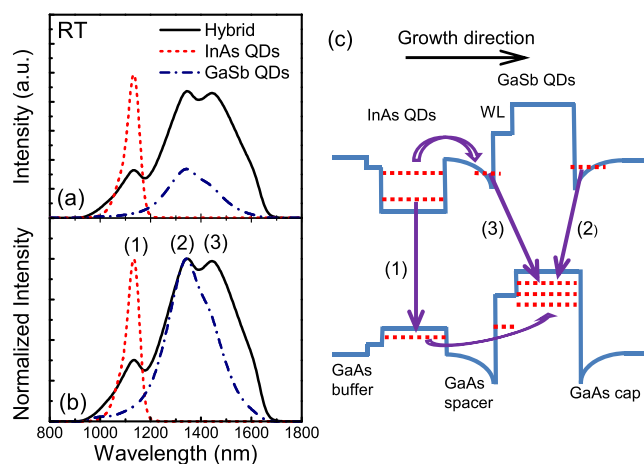 RT
Hybrid
InAs QDs
GaSb QDs
Intensity (a.u.)
(a)
(1)
(2)
(3)
Normalized Intensity
(b)
800 1000 1200 1400 1600 1800
Wavelength (nm)
(c)
Growth direction
GaSb QDs
WL
InAs QDs
(3)
(2)
(1)
GaAs
buffer
GaAs
spacer
GaAs cap